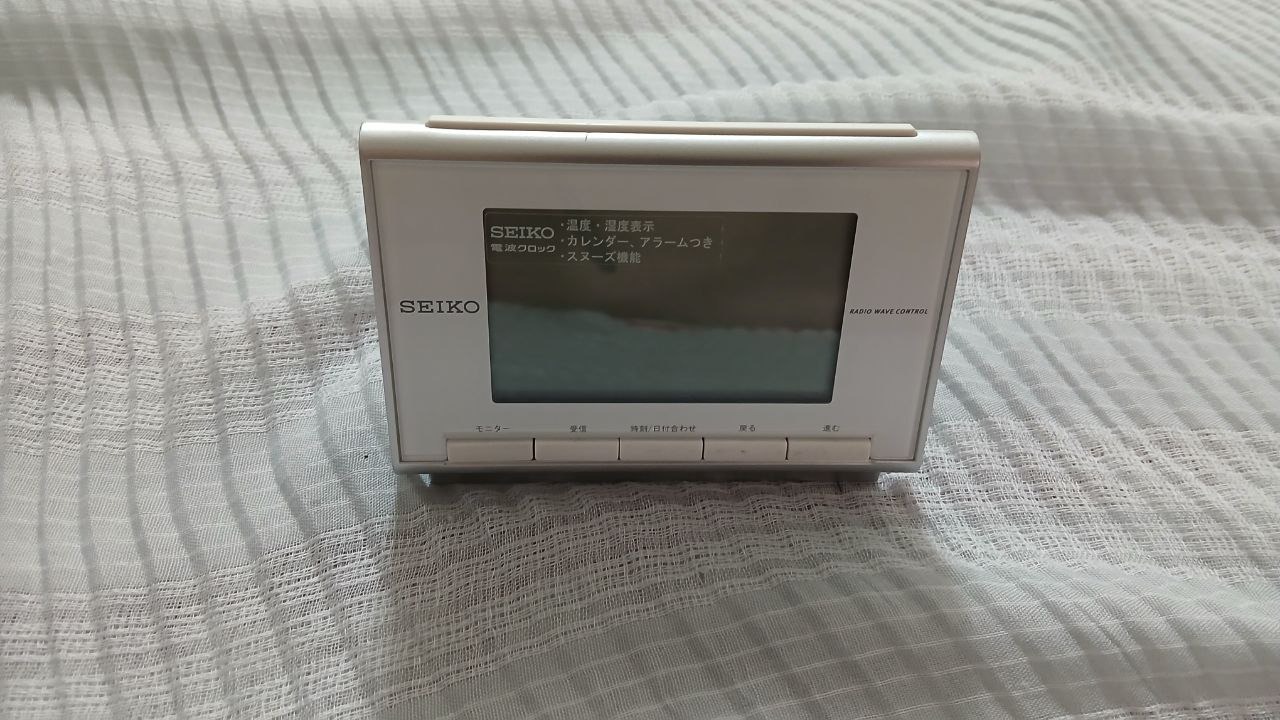 SEIKO
電波クロック
・温度・湿度表示
・カレンダー、アラームつき
・スヌーズ機能
SEIKO
RADIO WAVE CONTROL
モニター 受信 時刻/日付合わせ 戻る 進む